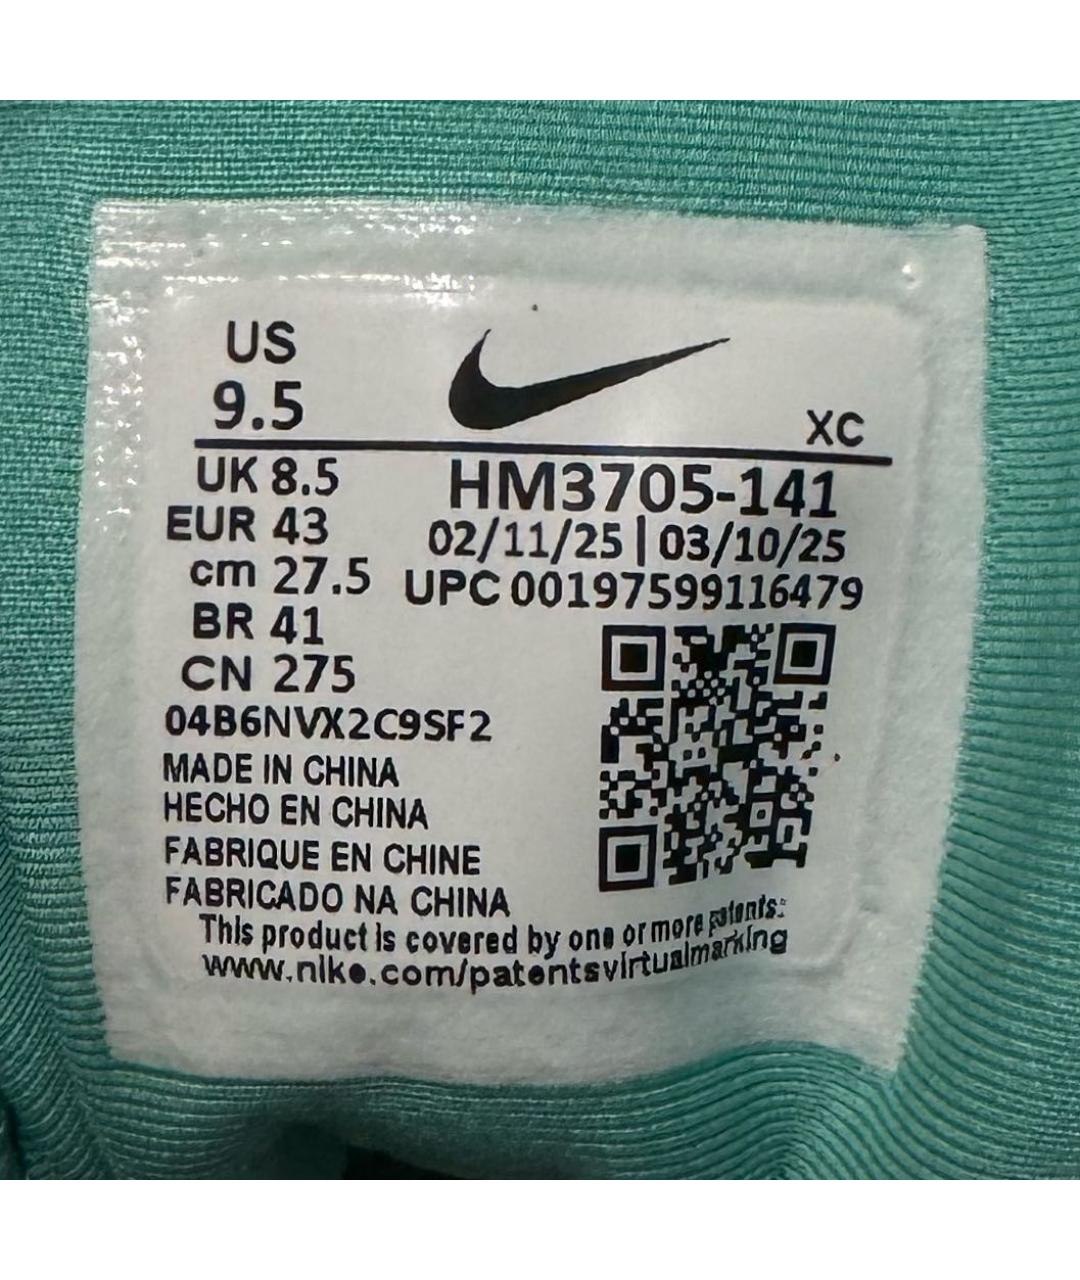 US
9.5
XC
UK 8.5
HM3705-141
EUR 43
02/11/25 | 03/10/25
cm 27.5
UPC 00197599116479
BR 41
CN 275
04B6NVX2C9SF2
MADE IN CHINA
HECHO EN CHINA
FABRIQUE EN CHINE
FABRICADO NA CHINA
This product is covered by one or more patents:
www.nike.com/patentsvirtualmarking